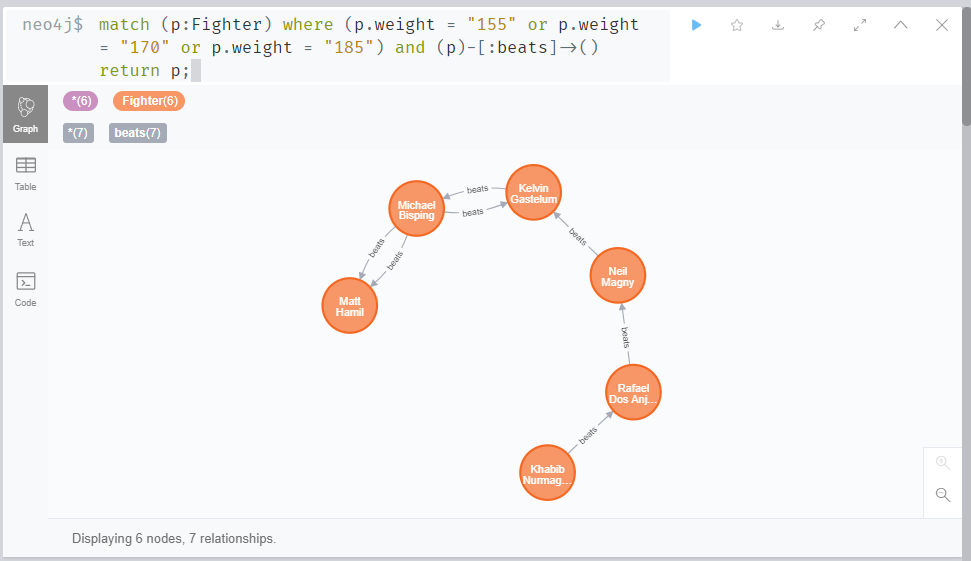 neo4j$ match (p:Fighter) where (p.weight = "155" or p.weight
= "170" or p.weight = "185") and (p)-[:beats]->()
return p;
Graph
*(6) Fighter(6)
*(7) beats(7)
Table
Text
Code
Michael
Bisping
beats
beats
Kelvin
Gastelum
beats
beats
beats
Matt
Hamil
Neil
Magny
beats
Rafael
Dos Anj...
beats
Khabib
Nurmag...
Displaying 6 nodes, 7 relationships.